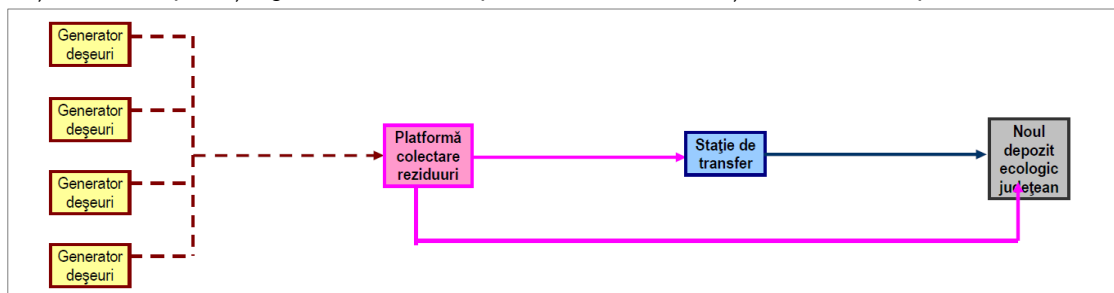 Generator
deşeuri
Generator
deşeuri
Generator
deşeuri
Generator
deşeuri
Platformă
colectare
reziduuri
Staţie de
transfer
Noul
depozit
ecologic
judeţean